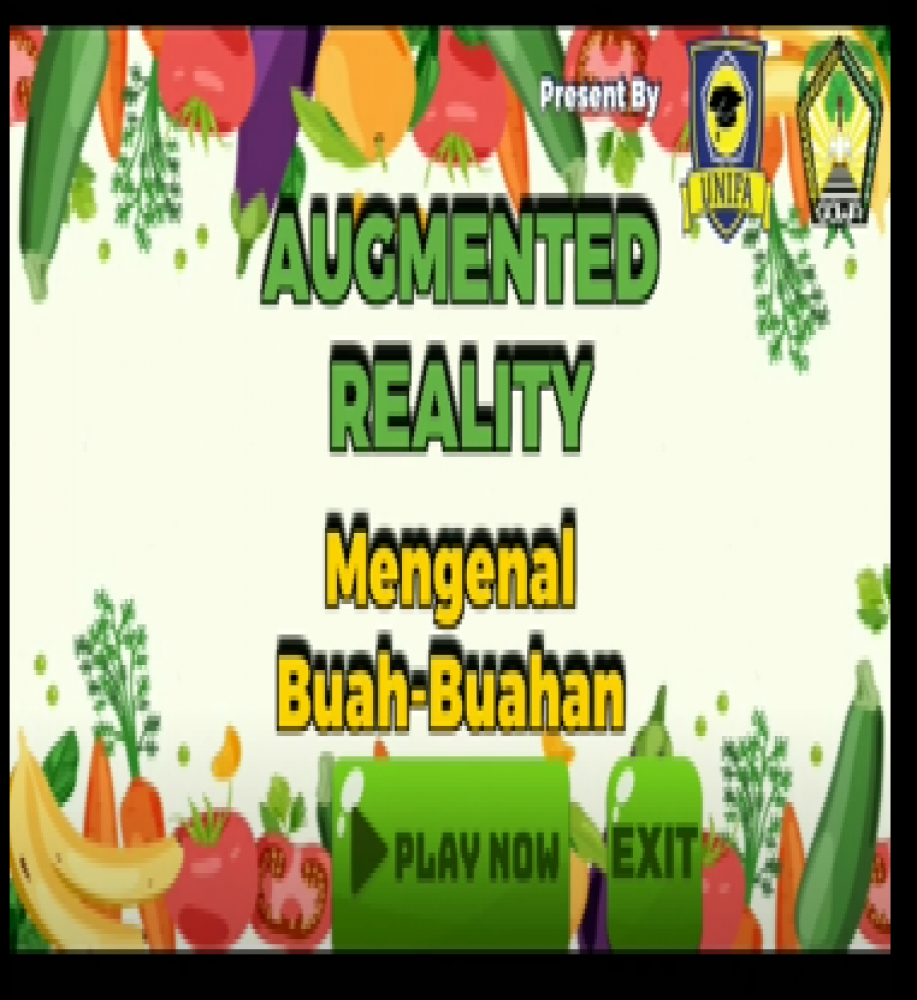 Present By
UNIFA
AUGMENTED
REALITY
Mengenal
Buah-Buahan
PLAY NOW
EXIT